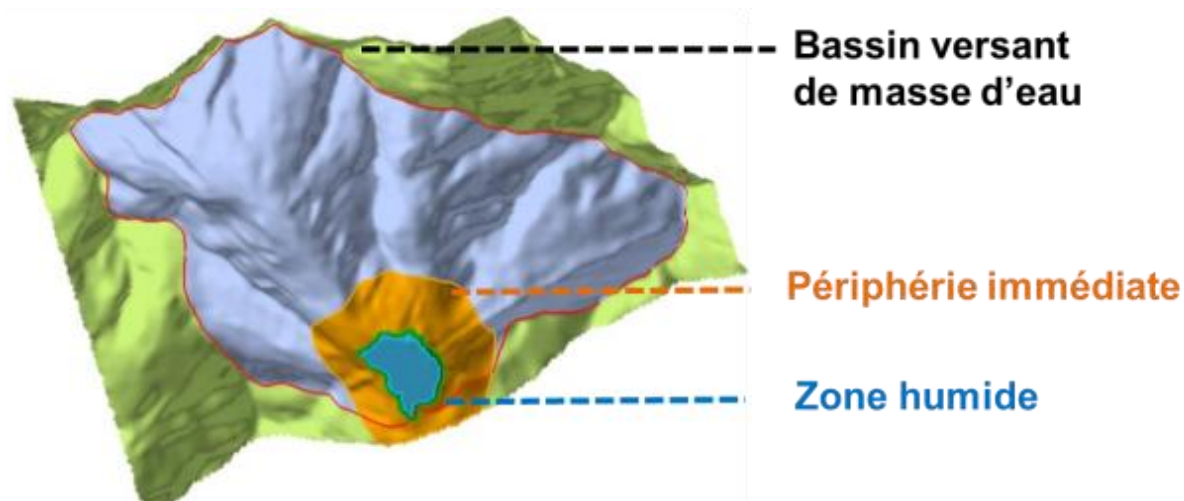 Bassin versant
de masse d'eau
Périphérie immédiate
Zone humide